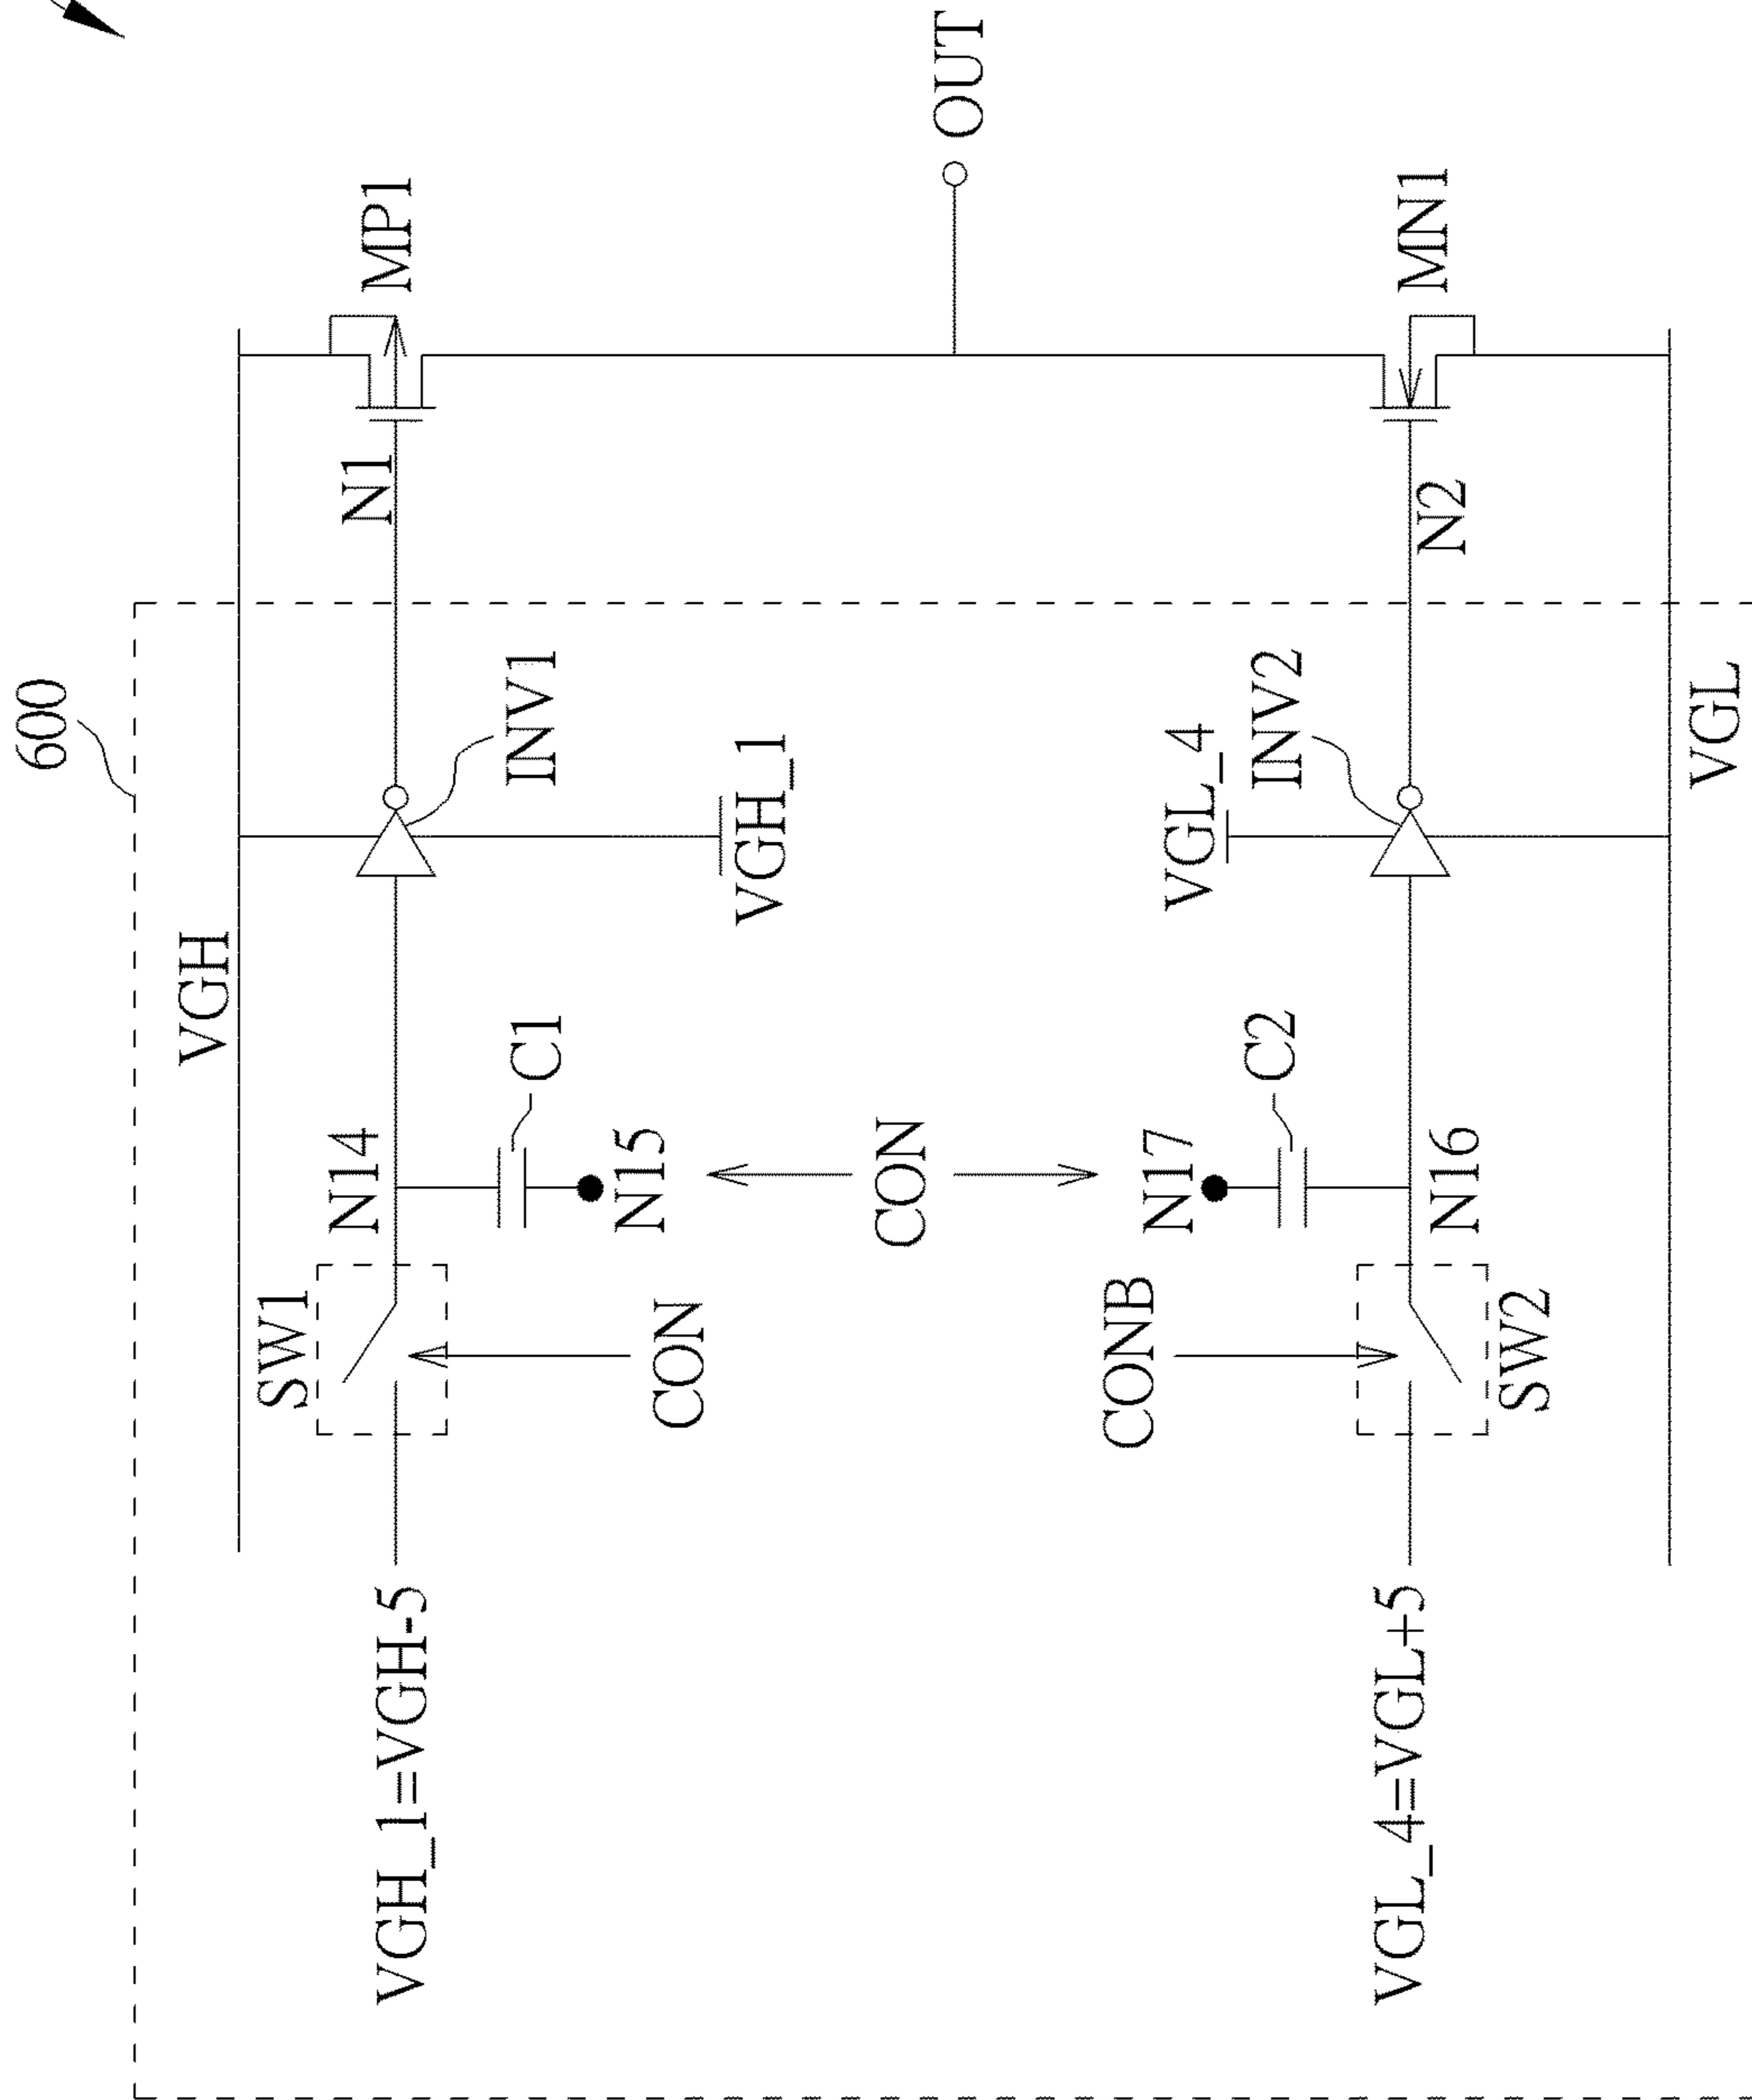 600
VGH
VGH_1=VGH-5
SW1
N14
N1
MP1
C1
INV1
N15
CON
VGH_1
CON
OUT
CONB
N17
VGL_4
C2
INV2
VGL_4=VGL+5
N16
N2
MN1
SW2
VGL